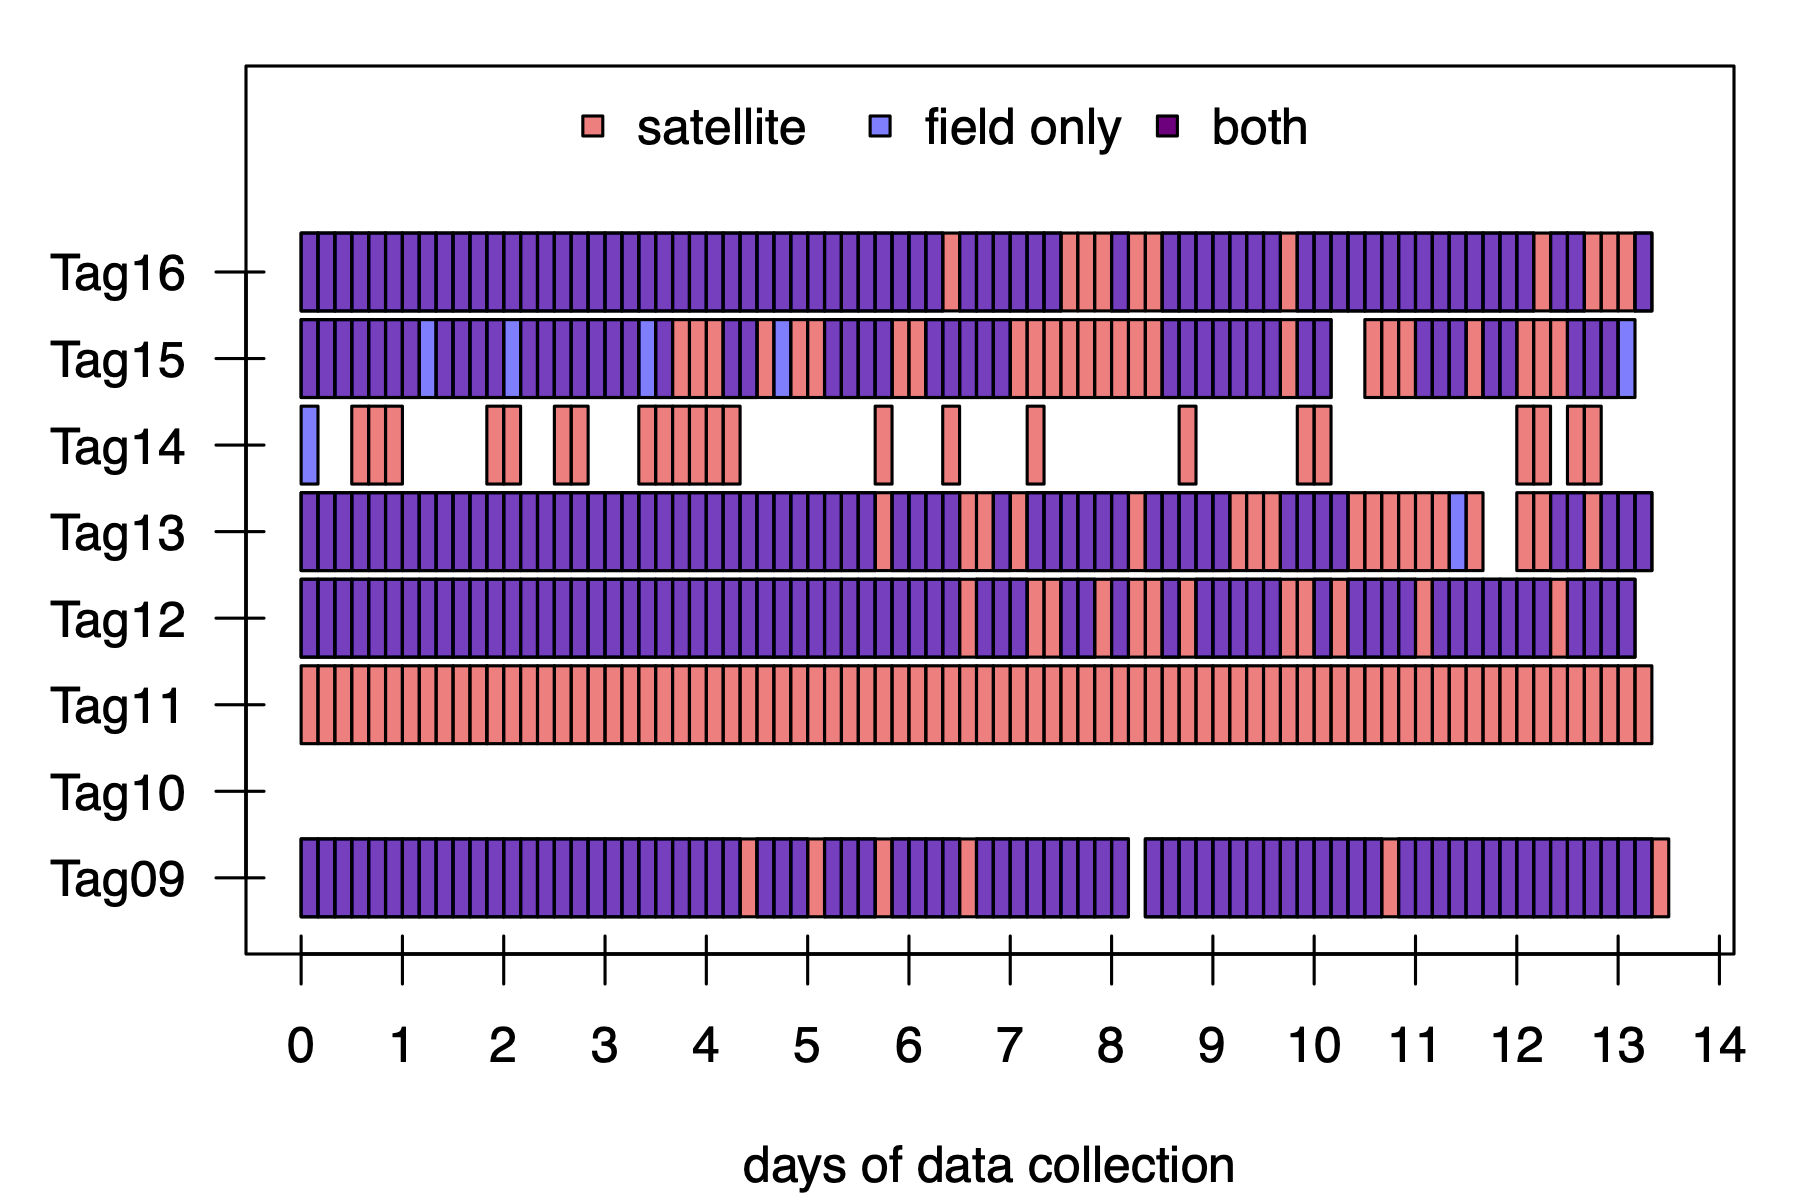 satellite field only both
Tag16
Tag15
Tag14
Tag13
Tag12
Tag11
Tag10
Tag09
0 1 2 3 4 5 6 7 8 9 10 11 12 13 14
days of data collection